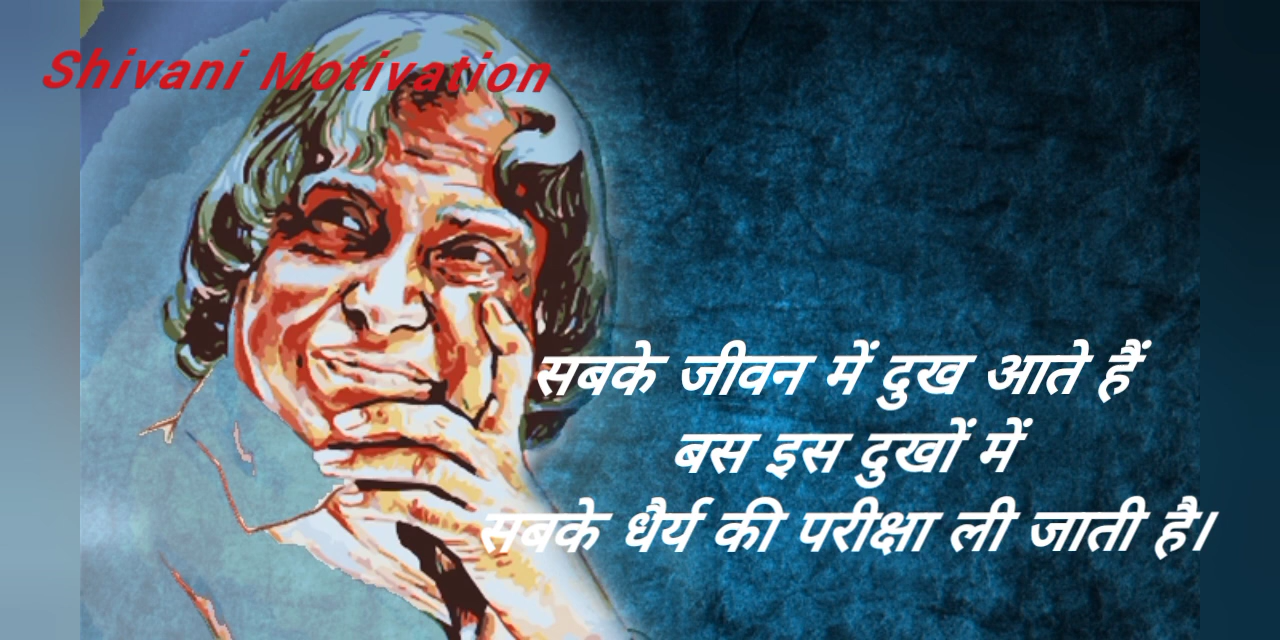 Shivani Motivation
सबके जीवन में दुख आते हैं
बस इस दुखों में
सबके धैर्य की परीक्षा ली जाती है।